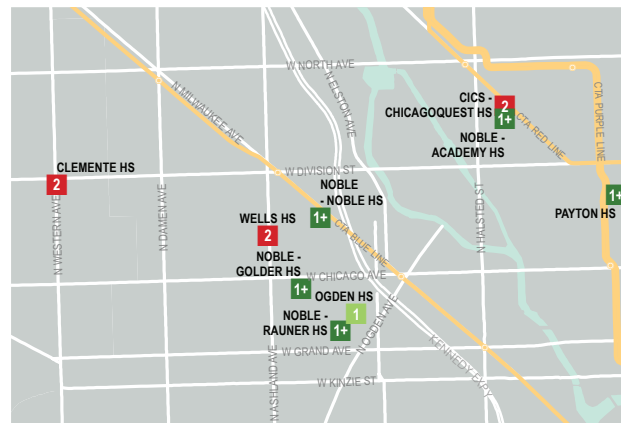 W NORTH AVE
N ELSTON AVE
N MILWAUKEE AVE
CTA PURPLE LINE
CICS -
CHICAGOQUEST HS
2
1+
NOBLE -
ACADEMY HS
CTA RED LINE
CLEMENTE HS
2
W DIVISION ST
NOBLE
- NOBLE HS
1+
1+
PAYTON HS
N WESTERN AVE
N DAMEN AVE
WELLS HS
2
CTA BLUE LINE
N HALSTED ST
NOBLE -
GOLDER HS
1+
W CHICAGO AVE
OGDEN HS
1
NOBLE -
RAUNER HS
1+
N OGDEN AVE
W GRAND AVE
KENNEDY EXPY
N ASHLAND AVE
W KINZIE ST